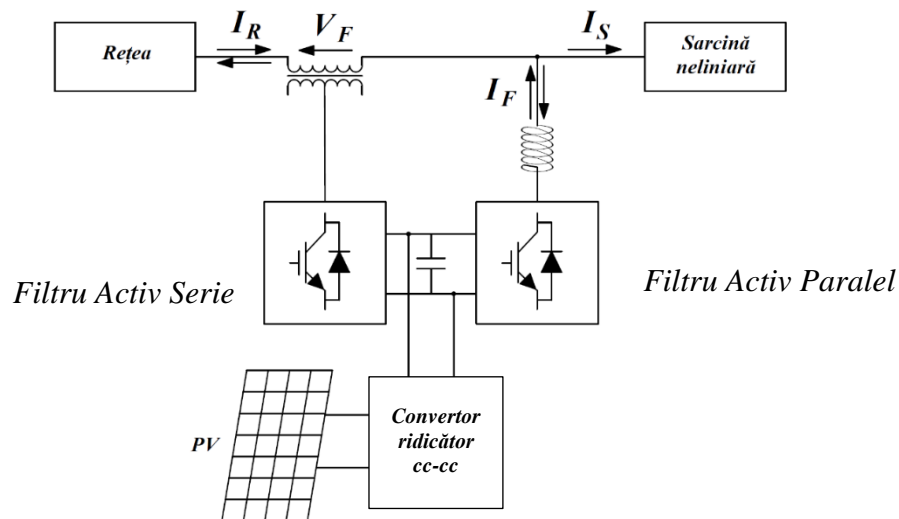 I_R
V_F
I_S
Rețea
Sarcină
neliniară
I_F
Filtru Activ Serie
Filtru Activ Paralel
PV
Convertor
ridicător
cc-cc